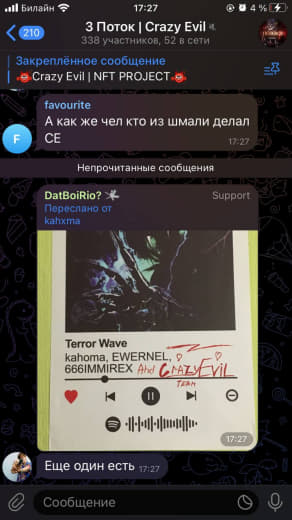 Билайн
17:27
4 %
210
3 Поток | Crazy Evil
338 участников, 52 в сети
Закреплённое сообщение
Crazy Evil | NFT PROJECT
favourite
F
А как же чел кто из шмали делал
СЕ
17:27
Непрочитанные сообщения
DatBoiRio?
Support
Переслано от
kahxma
Terror Wave
kahoma, EWERNEL,
666IMMIREX And CRAZY EVIL
TEAM
17:27
Еще один есть 17:27
Сообщение